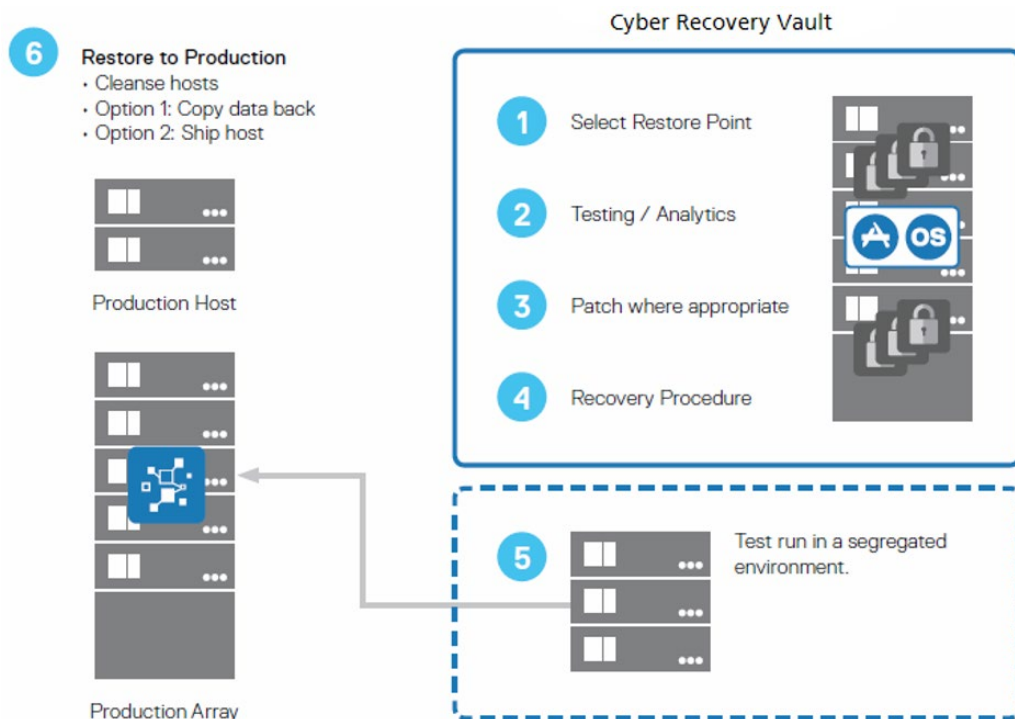 Cyber Recovery Vault
6
Restore to Production
• Cleanse hosts
• Option 1: Copy data back
• Option 2: Ship host
Production Host
Production Array
1
Select Restore Point
2
Testing / Analytics
OS
3
Patch where appropriate
4
Recovery Procedure
5
Test run in a segregated
environment.